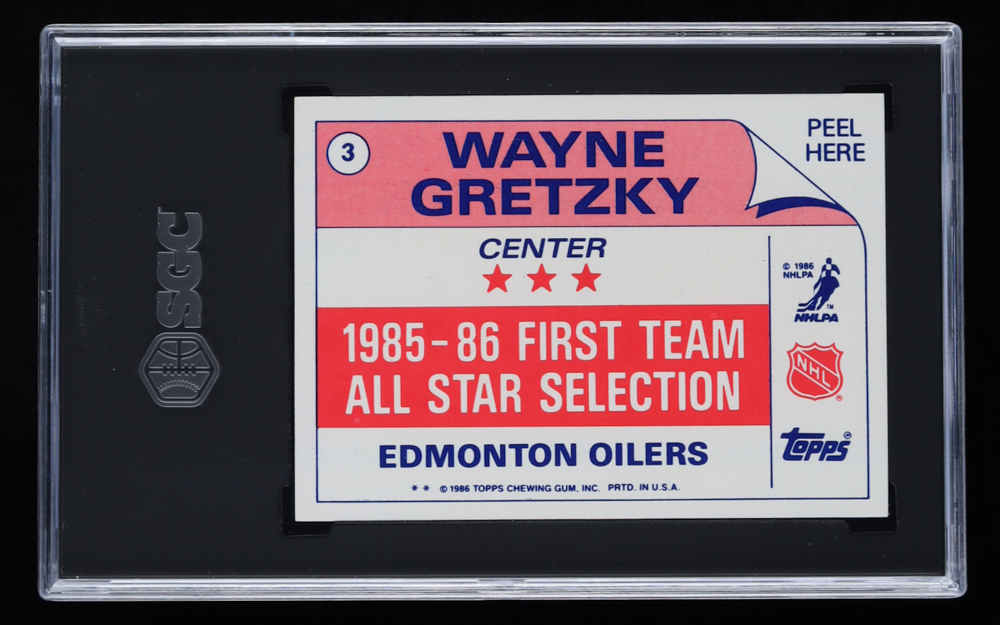 SGC
3
WAYNE
GRETZKY
PEEL
HERE
CENTER
© 1986
NHLPA
TM
NHLPA
1985-86 FIRST TEAM
ALL STAR SELECTION
NHL
®
EDMONTON OILERS
topps®
** © 1986 TOPPS CHEWING GUM, INC. PRTD. IN U.S.A.